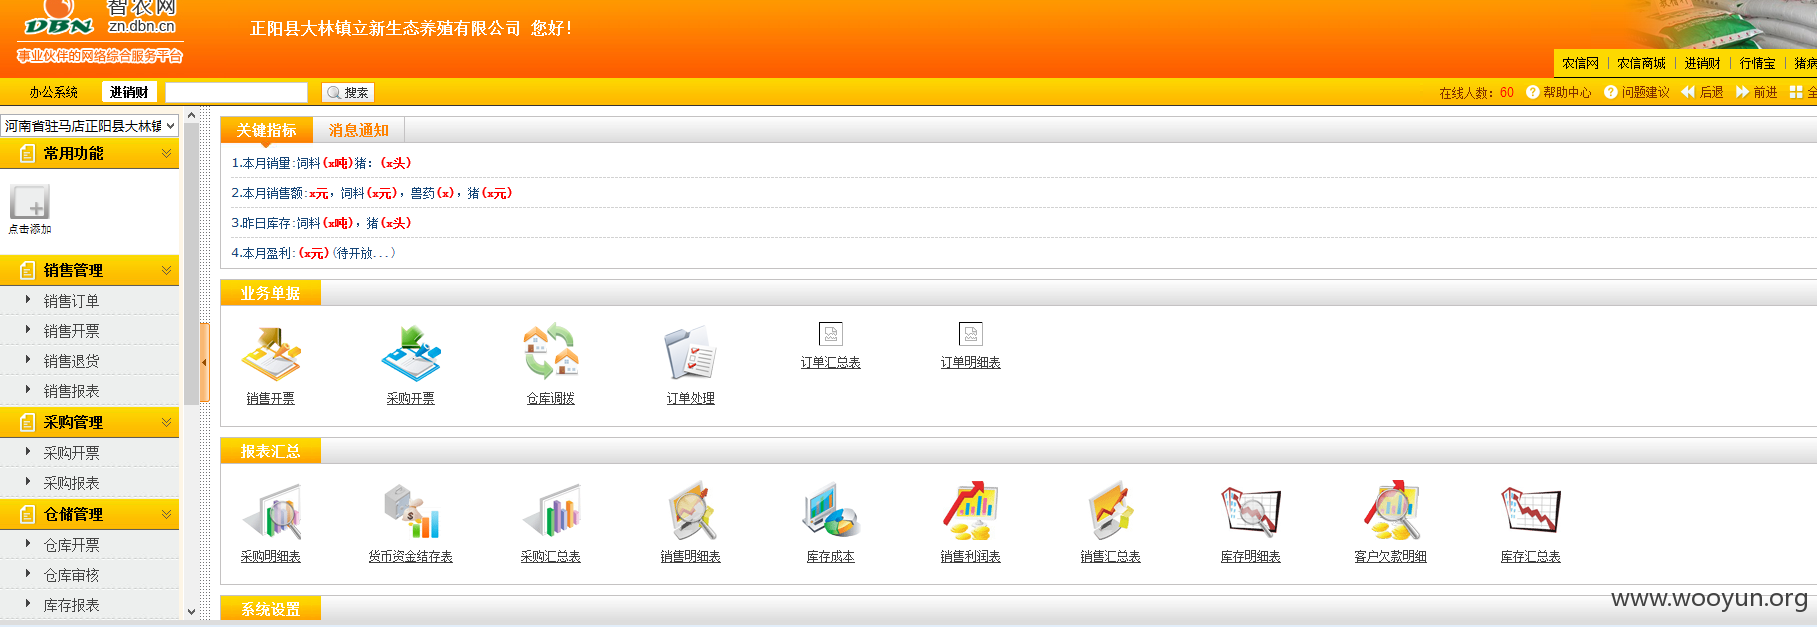 智农网
DBN zn.dbn.cn
事业伙伴的网络综合服务平台
正阳县大林镇立新生态养殖有限公司 您好！
农信网 农信商城 进销财 行情宝 猪病
办公系统 进销财 搜索
在线人数：60 帮助中心 问题建议 后退 前进 全
河南省驻马店正阳县大林镇
常用功能
点击添加
销售管理
销售订单
销售开票
销售退货
销售报表
采购管理
采购开票
采购报表
仓储管理
仓库开票
仓库审核
库存报表
关键指标 消息通知
1.本月销量:饲料(x吨)猪：(x头)
2.本月销售额:x元，饲料(x元)，兽药(x)，猪(x元)
3.昨日库存:饲料(x吨)，猪(x头)
4.本月盈利:(x元)(待开放...)
业务单据
销售开票 采购开票 仓库调拨 订单处理 订单汇总表 订单明细表
报表汇总
采购明细表 货币资金结存表 采购汇总表 销售明细表 库存成本 销售利润表 销售汇总表 库存明细表 客户欠款明细 库存汇总表
系统设置
www.wooyun.org